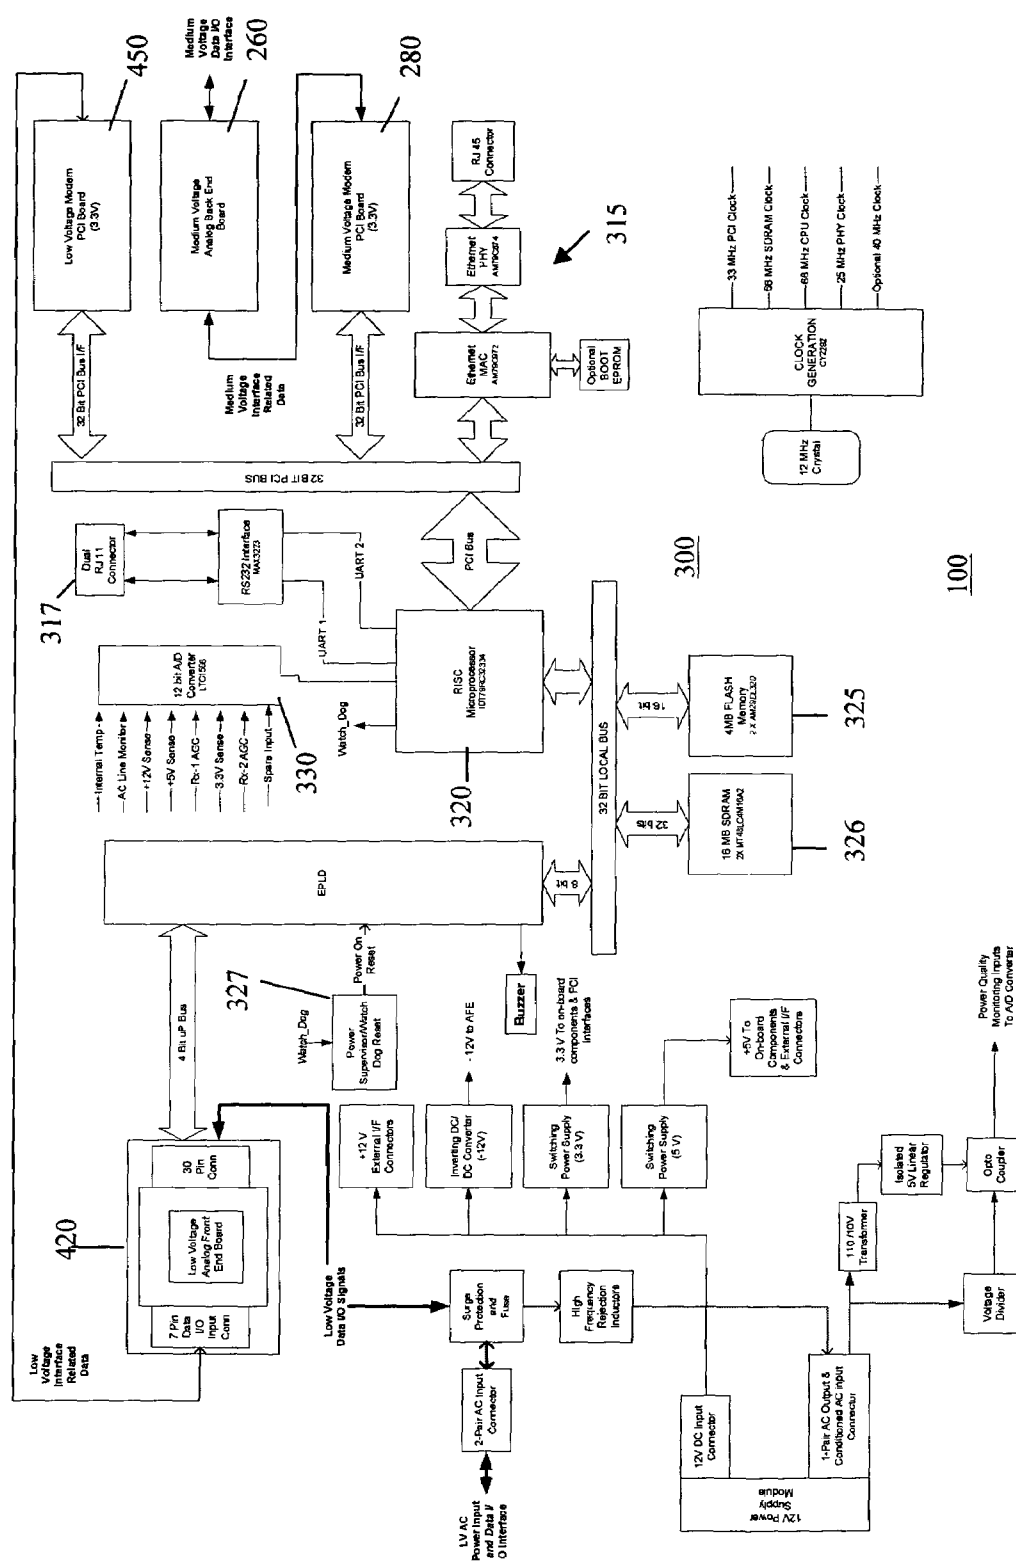 Low
Voltage
Interface
Related
Data
7 Pin Data
I/O
Input
Conn
Low Voltage
Analog Front
End Board
30
Pin
Conn
420
4 Bit uP Bus
EPLD
Low Voltage
Data I/O Signals
Watch_Dog
Power
Supervisor/Watch
Dog Reset
327
Power On
Reset
Buzzer
8 bit
LV AC
Power Input
and Data I/
O Interface
2-Pair AC Input
Connector
Surge
Protection
and
Fuse
High
Frequency
Rejection
Inductors
+12 V
External I/F
Connectors
Inverting DC/
DC Converter
(-12V)
- 12V to AFE
Switching
Power Supply
(3.3 V)
3.3 V To on-board
components & PCI
interfaces
Switching
Power Supply
(5 V)
+5V To
On-board
Components
& External I/F
Connectors
12V Power
Supply
Module
12V DC Input
Connector
1-Pair AC Output &
Conditioned AC input
Connector
110 /10V
Transformer
Isolated
5V Linear
Regulator
Voltage
Divider
Opto
Coupler
Power Quality
Monitoring Inputs
To A/D Converter
Internal Temp
AC Line Monitor
+12V Sense
+5V Sense
Rx-1 AGC
3.3V Sense
Rx-2 AGC
Spare Input
12 bit A/D
Converter
330
Watch_Dog
RISC
Microprocessor
320
317
Dual
RJ 11
Connector
RS232 Interface
MAX3223
UART 1
UART 2
PCI Bus
32 BIT PCI BUS
32 BIT LOCAL BUS
300
32 bits
16 bit
16 MB SDRAM
326
4MB FLASH
Memory
325
32 Bit PCI Bus I/F
Low Voltage Modem
PCI Board
(3.3V)
450
Medium Voltage
Analog Back End
Board
260
Medium
Voltage
Data I/O
Interface
Medium
Voltage
Interface
Related
Data
32 Bit PCI Bus I/F
Medium Voltage Modem
PCI Board
(3.3V)
280
Ethernet
MAC
Ethernet
PHY
RJ 45
Connector
Optional
BOOT
EPROM
315
12 MHz
Crystal
CLOCK
GENERATION
33 MHz PCI Clock
66 MHz SDRAM Clock
66 MHz CPU Clock
25 MHz PHY Clock
Optional 40 MHz Clock
100